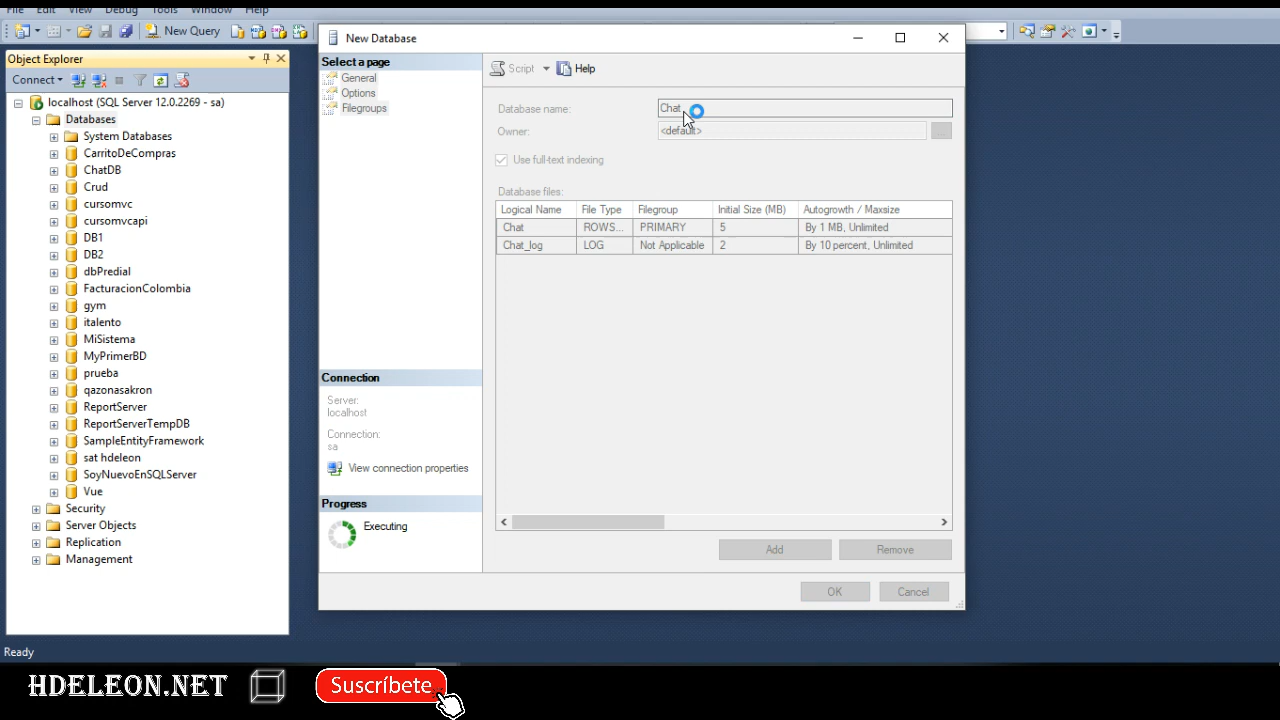 File Edit View Debug Tools Window Help
New Query
Object Explorer
Connect
localhost (SQL Server 12.0.2269 - sa)
Databases
System Databases
CarritoDeCompras
ChatDB
Crud
cursomvc
cursomvcapi
DB1
DB2
dbPredial
FacturacionColombia
gym
italento
MiSistema
MyPrimerBD
prueba
qazonasakron
ReportServer
ReportServerTempDB
SampleEntityFramework
sat hdeleon
SoyNuevoEnSQLServer
Vue
Security
Server Objects
Replication
Management
Ready
New Database
Select a page
General
Options
Filegroups
Connection
Server:
localhost
Connection:
sa
View connection properties
Progress
Executing
Script Help
Database name: Chat
Owner: <default>
...
Use full-text indexing
Database files:
Logical Name File Type Filegroup Initial Size (MB) Autogrowth / Maxsize
Chat ROWS... PRIMARY 5 By 1 MB, Unlimited
Chat_log LOG Not Applicable 2 By 10 percent, Unlimited
Add Remove
OK Cancel
HDELEON.NET
Suscríbete